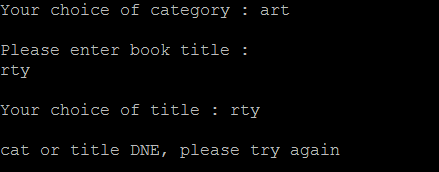 Your choice of category : art
Please enter book title :
rty
Your choice of title : rty
cat or title DNE, please try again